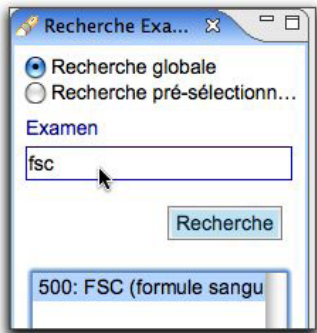 Recherche Exa...
Recherche globale
Recherche pré-sélectionn...
Examen
fsc
Recherche
500: FSC (formule sangu